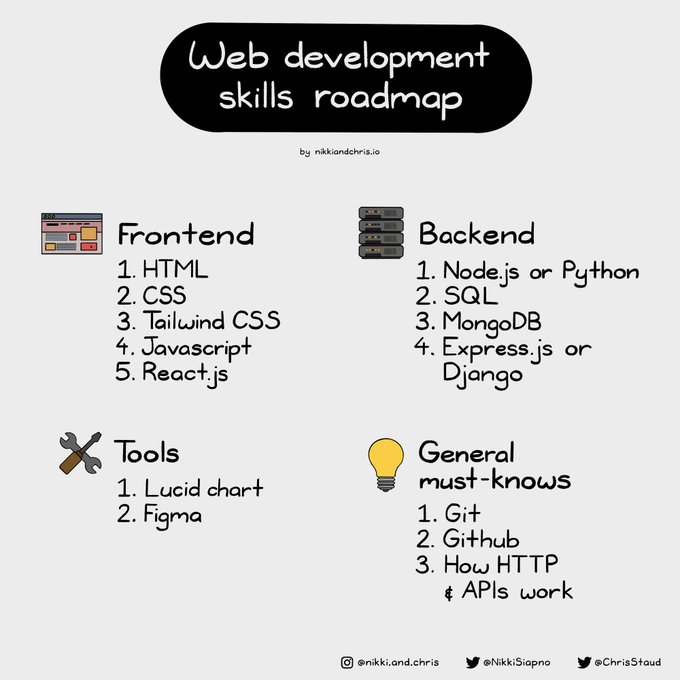 Web development
skills roadmap
by nikkiandchris.io
Frontend
1. HTML
2. CSS
3. Tailwind CSS
4. Javascript
5. React.js
Backend
1. Node.js or Python
2. SQL
3. MongoDB
4. Express.js or
Django
Tools
1. Lucid chart
2. Figma
General
must-knows
1. Git
2. Github
3. How HTTP
& APIs work
@nikki.and.chris
@NikkiSiapno
@ChrisStaud